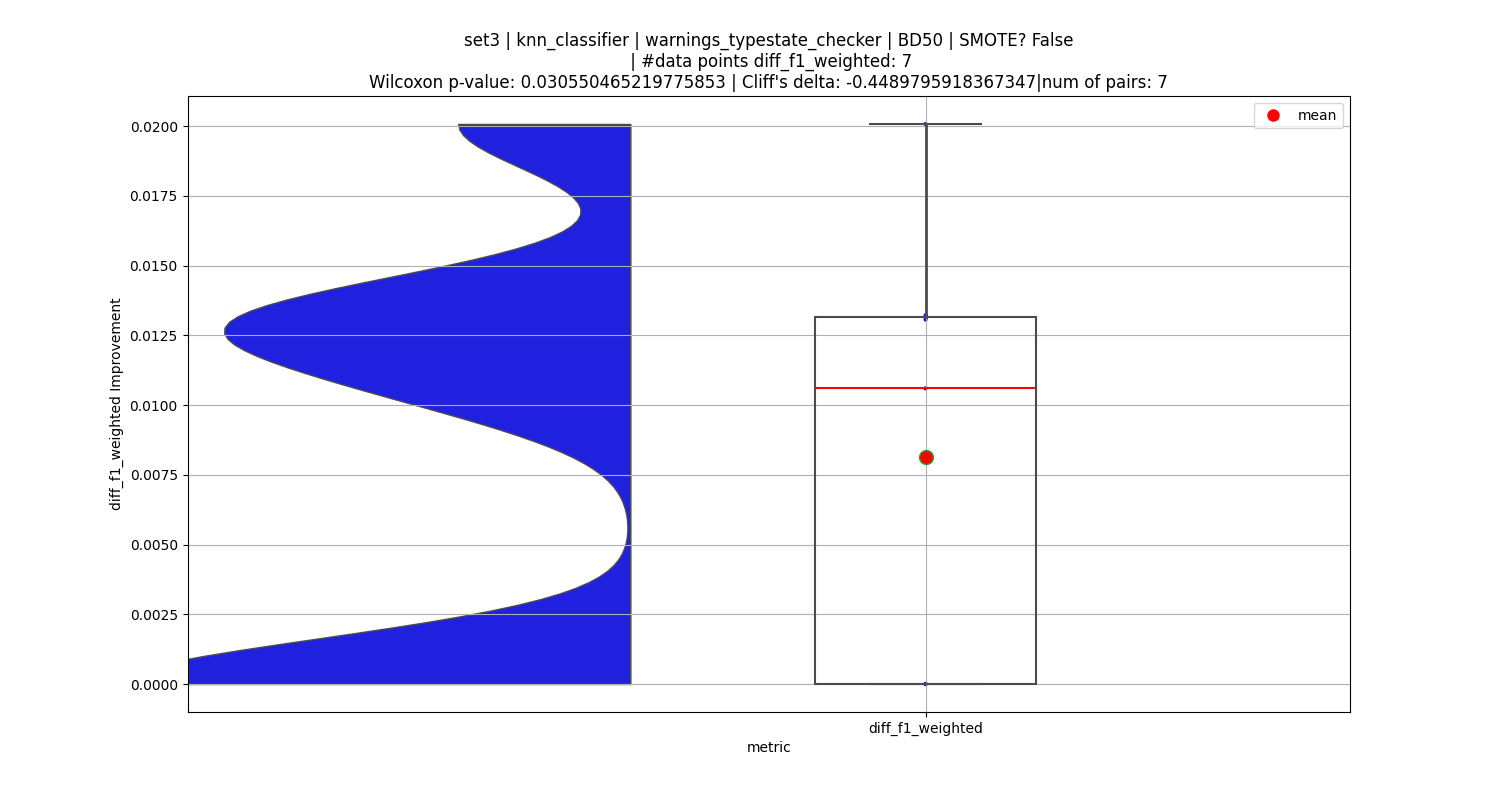 set3 | knn_classifier | warnings_typestate_checker | BD50 | SMOTE? False
| #data points diff_f1_weighted: 7
Wilcoxon p-value: 0.030550465219775853 | Cliff's delta: -0.4489795918367347|num of pairs: 7
mean
0.0200
0.0175
0.0150
0.0125
0.0100
0.0075
0.0050
0.0025
0.0000
diff_f1_weighted Improvement
diff_f1_weighted
metric